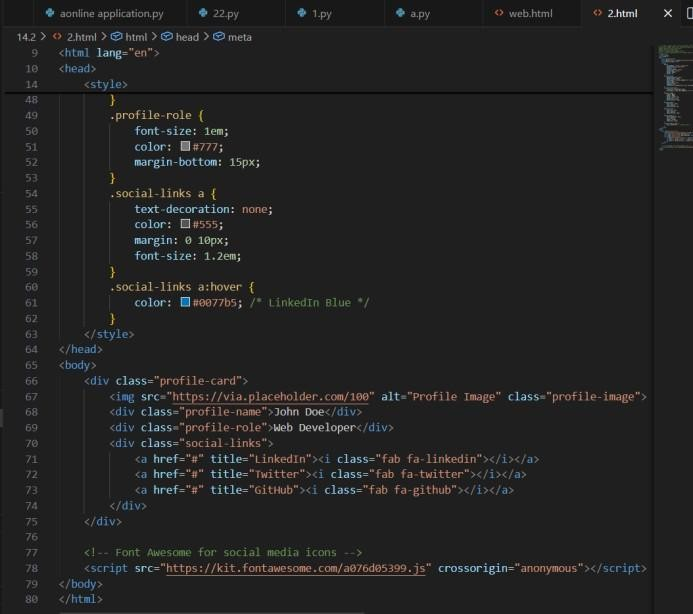 aonline application.py 22.py 1.py a.py web.html 2.html
14.2 > 2.html > html > head > meta
9 <html lang="en">
10 <head>
14 <style>
48 }
49 .profile-role {
50 font-size: 1em;
51 color: #777;
52 margin-bottom: 15px;
53 }
54 .social-links a {
55 text-decoration: none;
56 color: #555;
57 margin: 0 10px;
58 font-size: 1.2em;
59 }
60 .social-links a:hover {
61 color: #0077b5; /* LinkedIn Blue */
62 }
63 </style>
64 </head>
65 <body>
66 <div class="profile-card">
67 <img src="https://via.placeholder.com/100" alt="Profile Image" class="profile-image">
68 <div class="profile-name">John Doe</div>
69 <div class="profile-role">Web Developer</div>
70 <div class="social-links">
71 <a href="#" title="LinkedIn"><i class="fab fa-linkedin"></i></a>
72 <a href="#" title="Twitter"><i class="fab fa-twitter"></i></a>
73 <a href="#" title="GitHub"><i class="fab fa-github"></i></a>
74 </div>
75 </div>
76
77 <!-- Font Awesome for social media icons -->
78 <script src="https://kit.fontawesome.com/a076d05399.js" crossorigin="anonymous"></script>
79 </body>
80 </html>